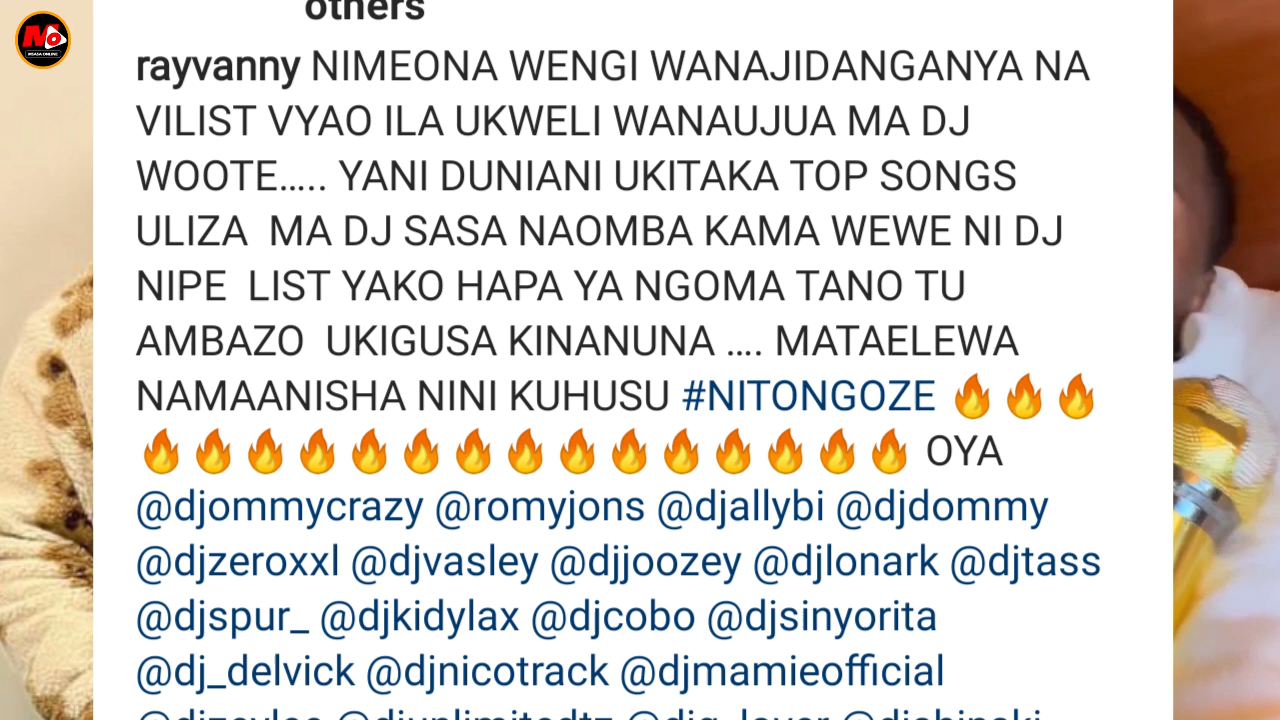 others
MO
MSASA ONLINE
rayvanny NIMEONA WENGI WANAJIDANGANYA NA
VILIST VYAO ILA UKWELI WANAUJUA MA DJ
WOOTE..... YANI DUNIANI UKITAKA TOP SONGS
ULIZA MA DJ SASA NAOMBA KAMA WEWE NI DJ
NIPE LIST YAKO HAPA YA NGOMA TANO TU
AMBAZO UKIGUSA KINANUNA .... MATAELEWA
NAMAANISHA NINI KUHUSU #NITONGOZE 🔥🔥🔥
🔥🔥🔥🔥🔥🔥🔥🔥🔥🔥🔥🔥🔥🔥🔥 OYA
@djommycrazy @romyjons @djallybi @djdommy
@djzeroxxl @djvasley @djjoozey @djlonark @djtass
@djspur_ @djkidylax @djcobo @djsinyorita
@dj_delvick @djnicotrack @djmamieofficial